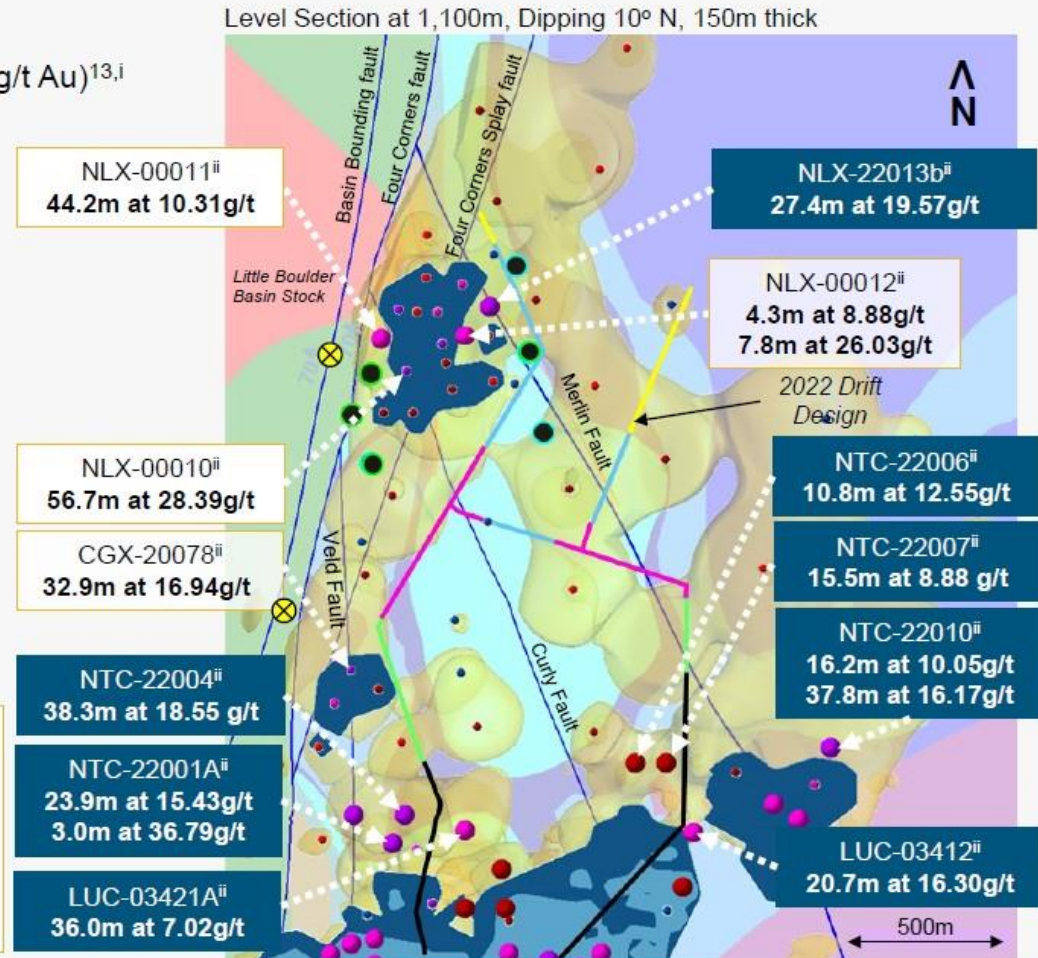 Level Section at 1,100m, Dipping 10º N, 150m thick
g/t Au)13,i
Basin Bounding fault
Four Corners fault
Four Corners Splay fault
Λ
N
NLX-00011ii
44.2m at 10.31g/t
NLX-22013bii
27.4m at 19.57g/t
Little Boulder
Basin Stock
NLX-00012ii
4.3m at 8.88g/t
7.8m at 26.03g/t
Merlin Fault
2022 Drift
Design
NLX-00010ii
56.7m at 28.39g/t
NTC-22006ii
10.8m at 12.55g/t
CGX-20078ii
32.9m at 16.94g/t
Veld Fault
NTC-22007ii
15.5m at 8.88 g/t
NTC-22010ii
16.2m at 10.05g/t
37.8m at 16.17g/t
Curly Fault
NTC-22004ii
38.3m at 18.55 g/t
NTC-22001Aii
23.9m at 15.43g/t
3.0m at 36.79g/t
LUC-03412ii
20.7m at 16.30g/t
LUC-03421Aii
36.0m at 7.02g/t
500m